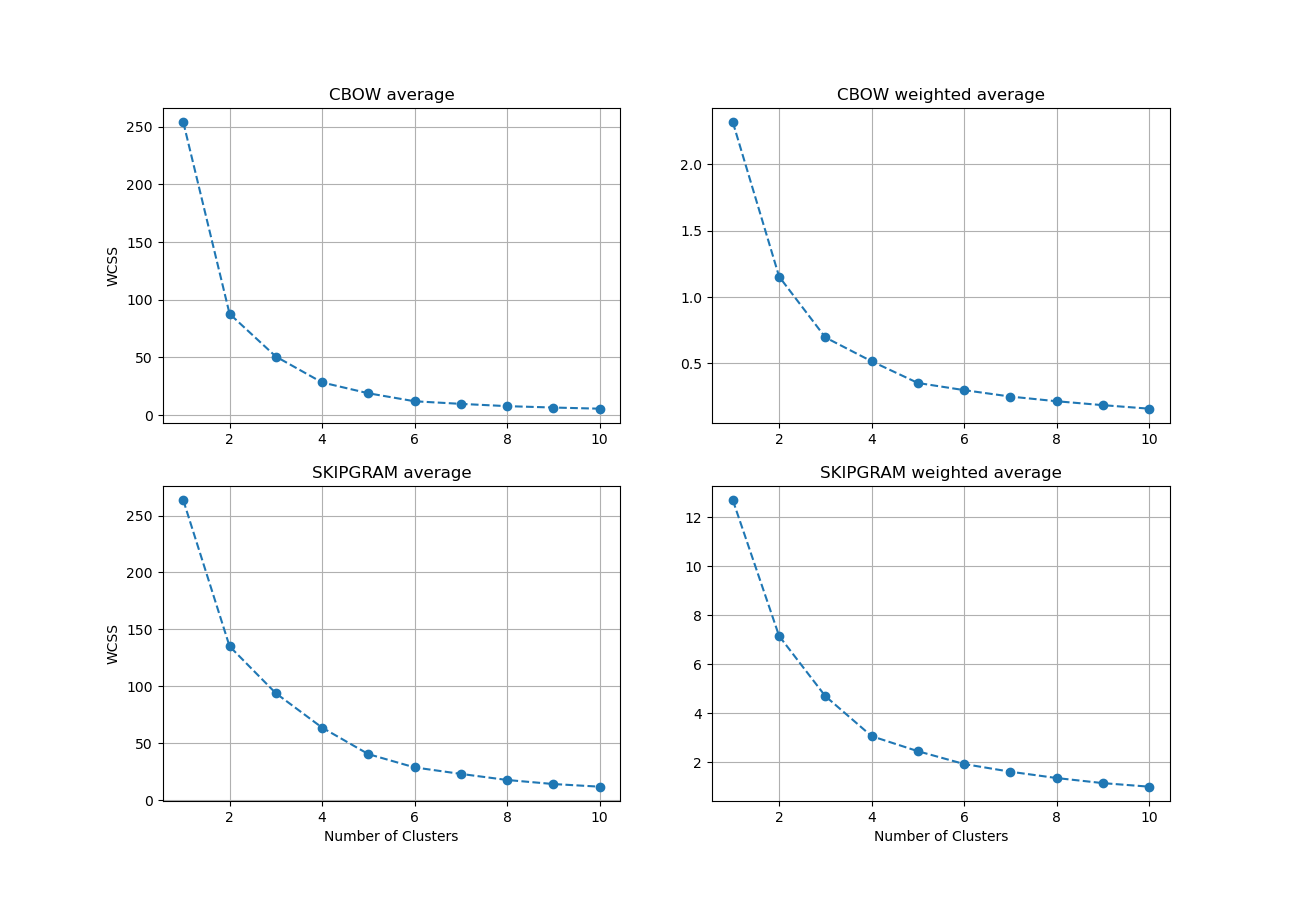 CBOW average
CBOW weighted average
250
200
150
100
50
0
WCSS
2 4 6 8 10
2.0
1.5
1.0
0.5
2 4 6 8 10
SKIPGRAM average
SKIPGRAM weighted average
250
200
150
100
50
0
WCSS
2 4 6 8 10
Number of Clusters
12
10
8
6
4
2
2 4 6 8 10
Number of Clusters